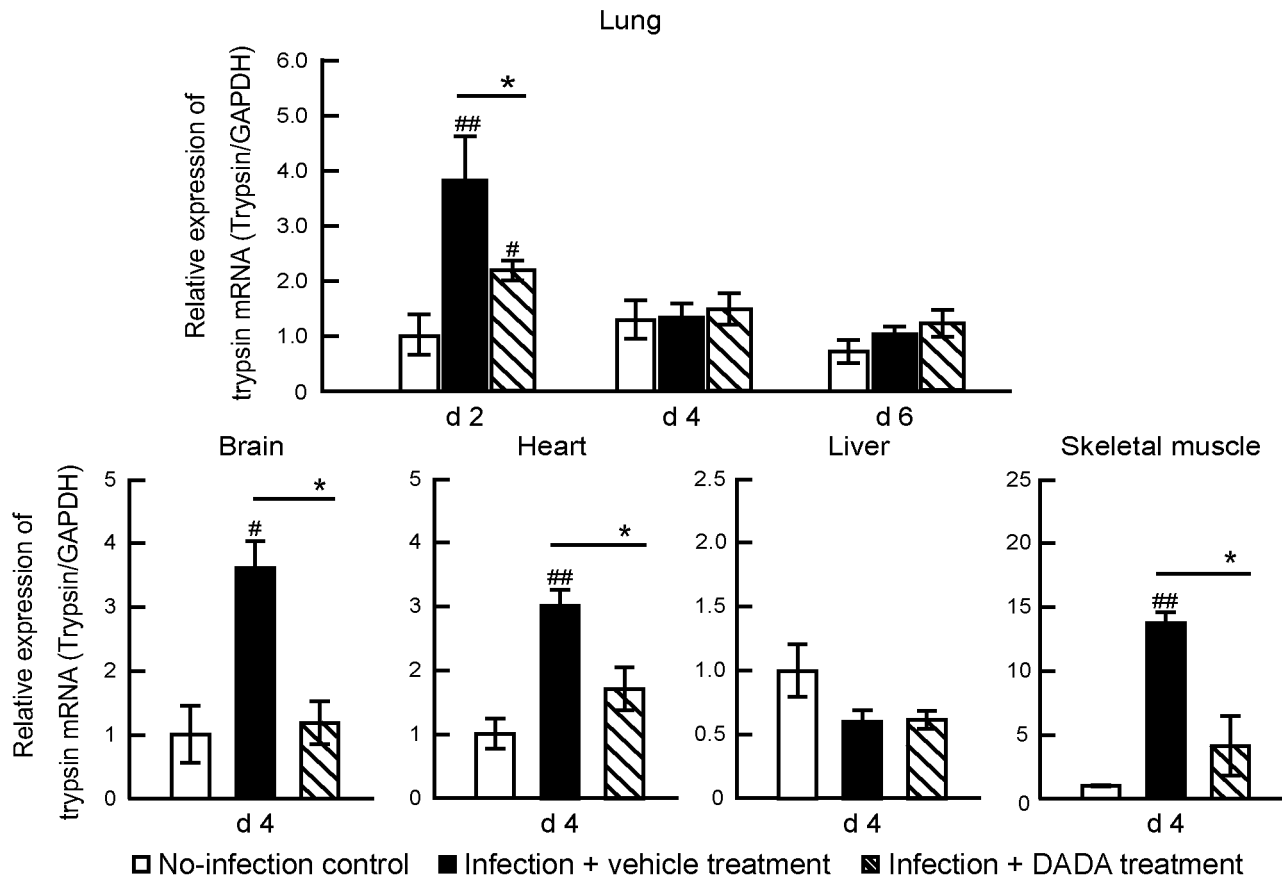 Lung
Relative expression of
trypsin mRNA (Trypsin/GAPDH)
6.0
5.0
4.0
3.0
2.0
1.0
0
*
##
#
d 2
d 4
d 6
Brain
Heart
Liver
Skeletal muscle
Relative expression of
trypsin mRNA (Trypsin/GAPDH)
5
4
3
2
1
0
*
#
d 4
5
4
3
2
1
0
*
##
d 4
2.5
2.0
1.5
1.0
0.5
0
d 4
25
20
15
10
5
0
*
##
d 4
No-infection control
Infection + vehicle treatment
Infection + DADA treatment